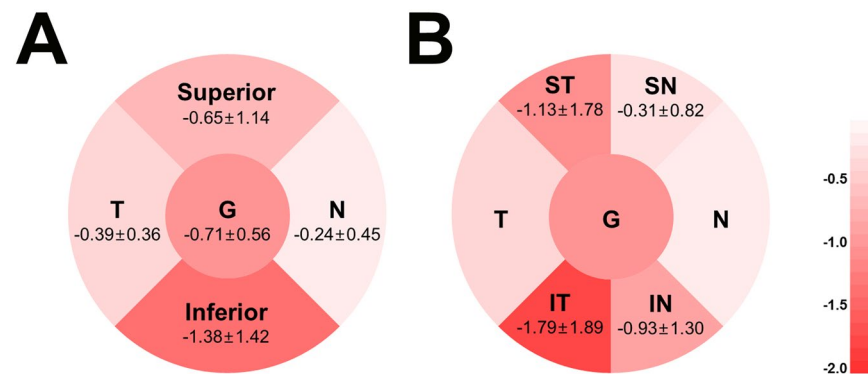 A
B
Superior
-0.65±1.14
T
-0.39±0.36
G
-0.71±0.56
N
-0.24±0.45
Inferior
-1.38±1.42
ST
-1.13±1.78
SN
-0.31±0.82
T
G
N
IT
-1.79±1.89
IN
-0.93±1.30
-0.5
-1.0
-1.5
-2.0